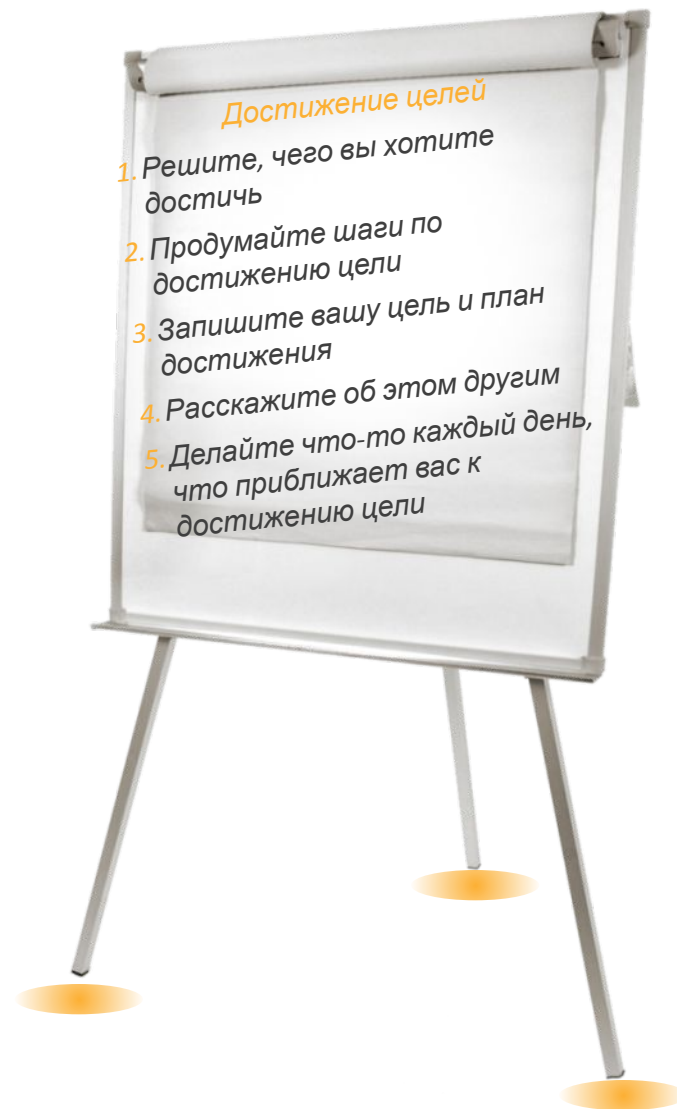 Достижение целей
1. Решите, чего вы хотите
достичь
2. Продумайте шаги по
достижению цели
3. Запишите вашу цель и план
достижения
4. Расскажите об этом другим
5. Делайте что-то каждый день,
что приближает вас к
достижению цели